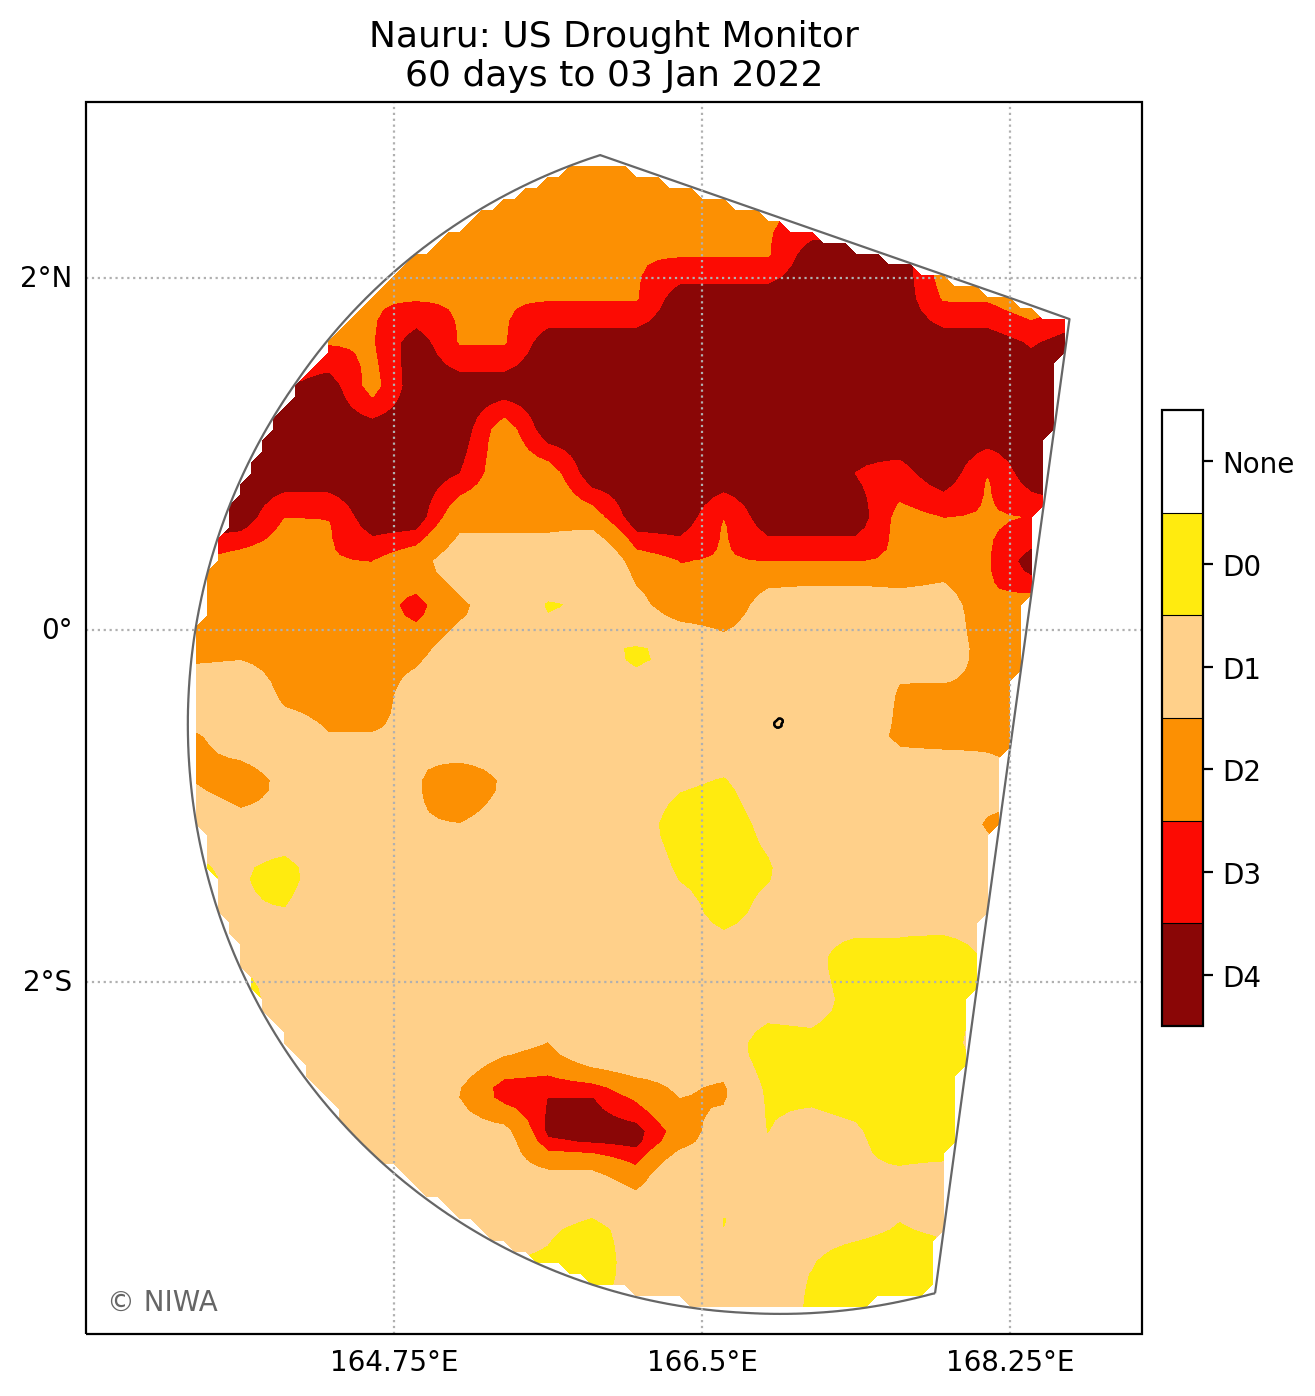 Nauru: US Drought Monitor
60 days to 03 Jan 2022
2°N
0°
2°S
164.75°E
166.5°E
168.25°E
None
D0
D1
D2
D3
D4
© NIWA